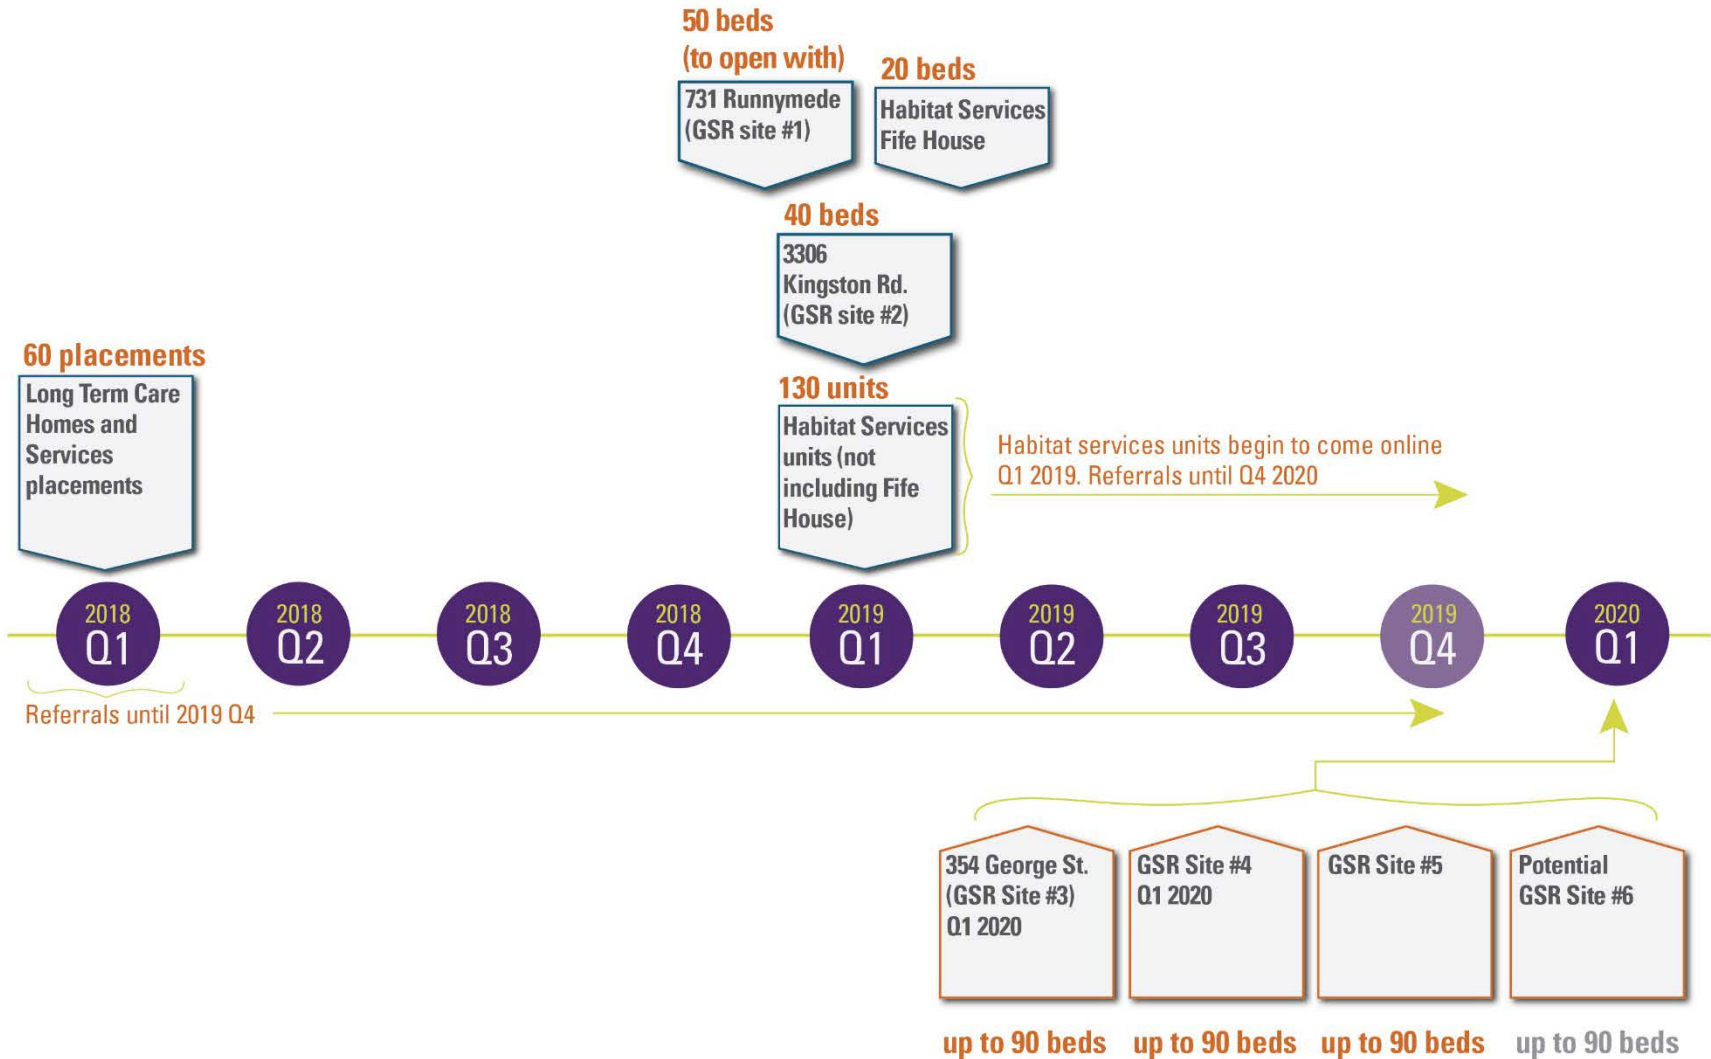 50 beds
(to open with)
731 Runnymede
(GSR site #1)
20 beds
Habitat Services
Fife House
40 beds
3306
Kingston Rd.
(GSR site #2)
60 placements
Long Term Care
Homes and
Services
placements
130 units
Habitat Services
units (not
including Fife
House)
Habitat services units begin to come online
Q1 2019. Referrals until Q4 2020
2018
Q1
2018
Q2
2018
Q3
2018
Q4
2019
Q1
2019
Q2
2019
Q3
2019
Q4
2020
Q1
Referrals until 2019 Q4
354 George St.
(GSR Site #3)
Q1 2020
up to 90 beds
GSR Site #4
Q1 2020
up to 90 beds
GSR Site #5
up to 90 beds
Potential
GSR Site #6
up to 90 beds